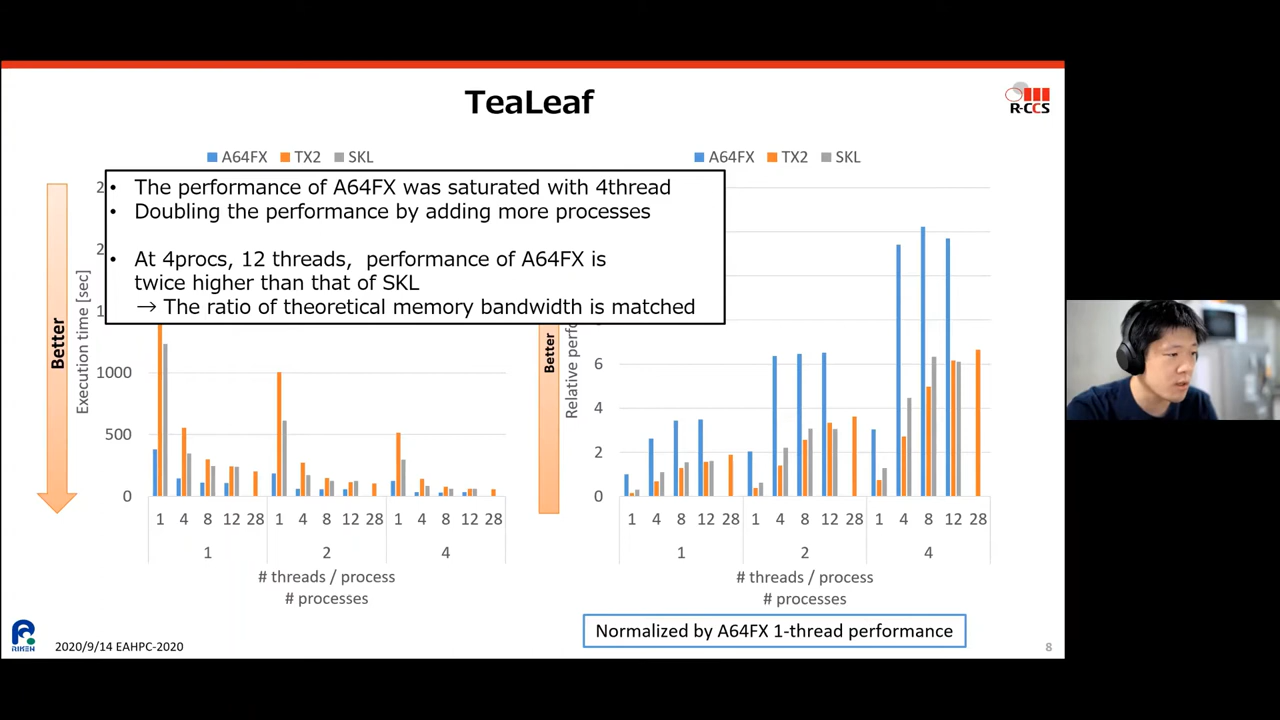 TeaLeaf
R-CCS
A64FX TX2 SKL
A64FX TX2 SKL
• The performance of A64FX was saturated with 4thread
• Doubling the performance by adding more processes
• At 4procs, 12 threads, performance of A64FX is
twice higher than that of SKL
→ The ratio of theoretical memory bandwidth is matched
Better
Execution time [sec]
1000
500
0
1 4 8 12 28 1 4 8 12 28 1 4 8 12 28
1 2 4
# threads / process
# processes
Better
Relative
6
4
2
0
1 4 8 12 28 1 4 8 12 28 1 4 8 12 28
1 2 4
# threads / process
# processes
Normalized by A64FX 1-thread performance
RIKEN
2020/9/14 EAHPC-2020
8